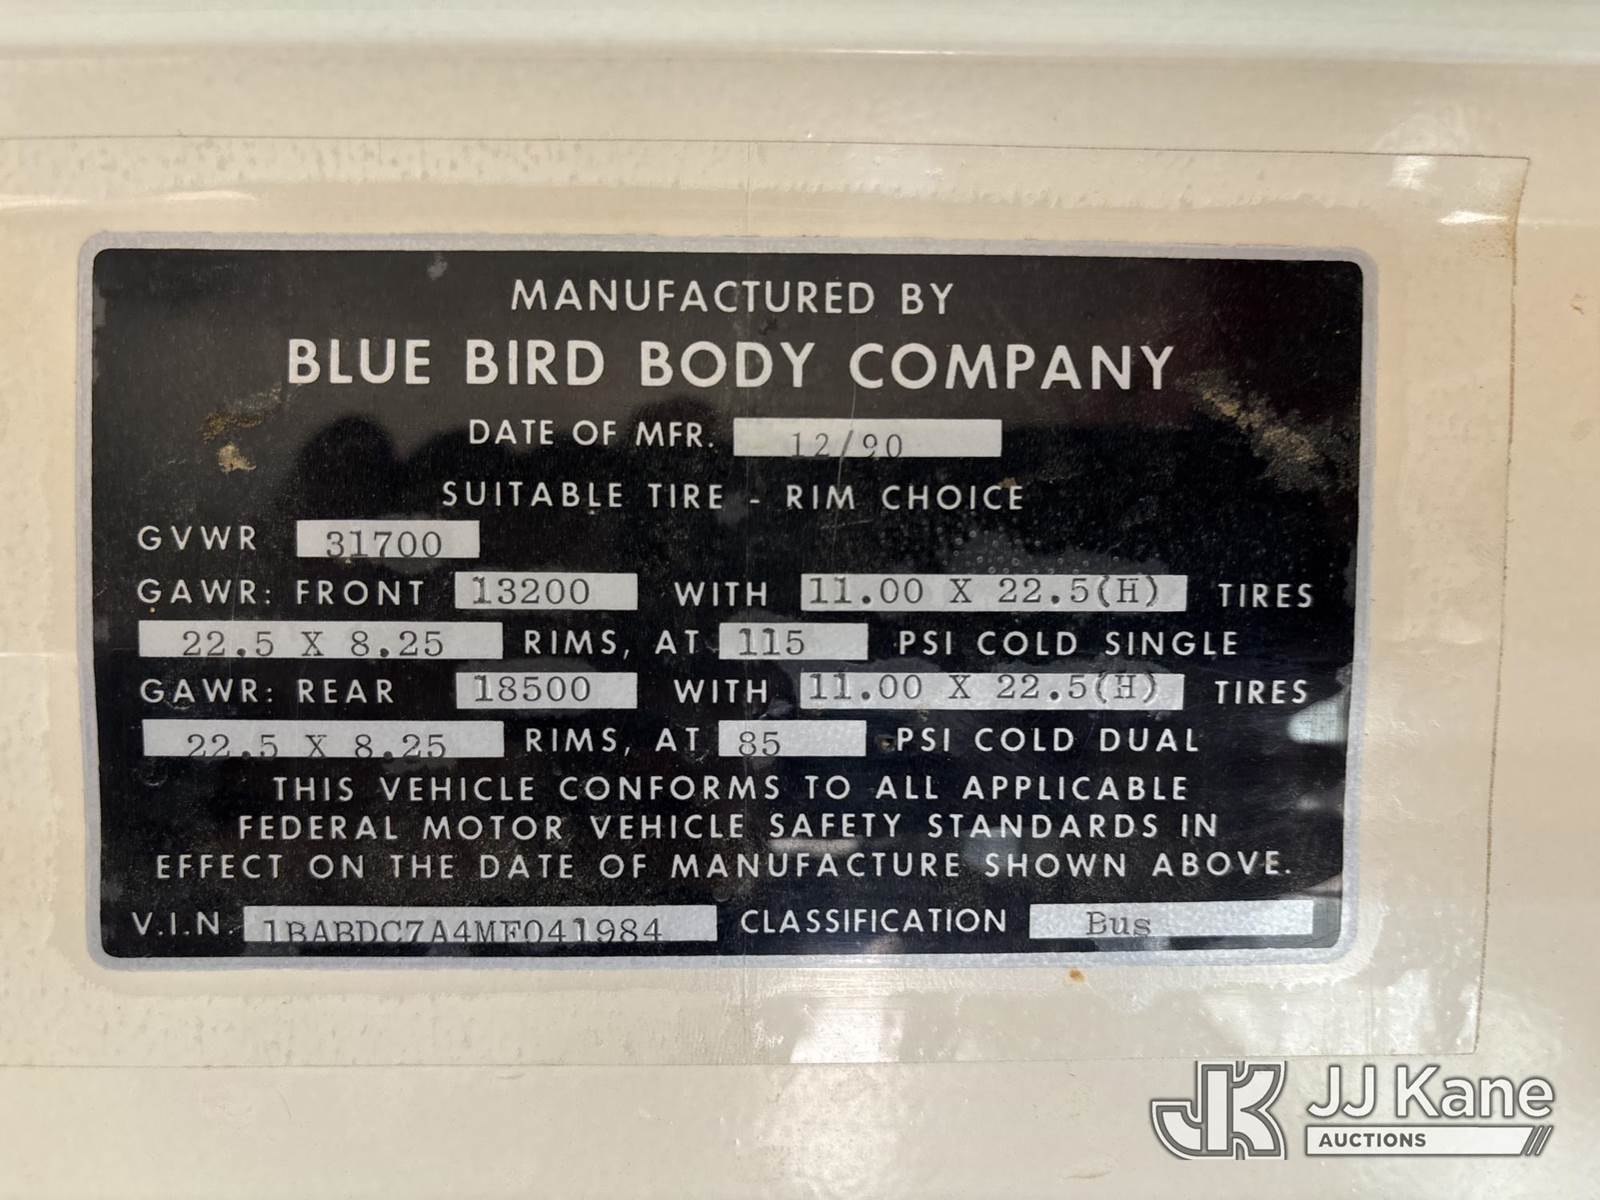 MANUFACTURED BY
BLUE BIRD BODY COMPANY
DATE OF MFR. 12/90
SUITABLE TIRE - RIM CHOICE
GVWR 31700
GAWR: FRONT 13200 WITH 11.00 X 22.5(H) TIRES
22.5 X 8.25 RIMS, AT 115 PSI COLD SINGLE
GAWR: REAR 18500 WITH 11.00 X 22.5(H) TIRES
22.5 X 8.25 RIMS, AT 85 PSI COLD DUAL
THIS VEHICLE CONFORMS TO ALL APPLICABLE
FEDERAL MOTOR VEHICLE SAFETY STANDARDS IN
EFFECT ON THE DATE OF MANUFACTURE SHOWN ABOVE.
V.I.N. 1BABDC7A4MF041984 CLASSIFICATION Bus
JK JJ Kane
AUCTIONS